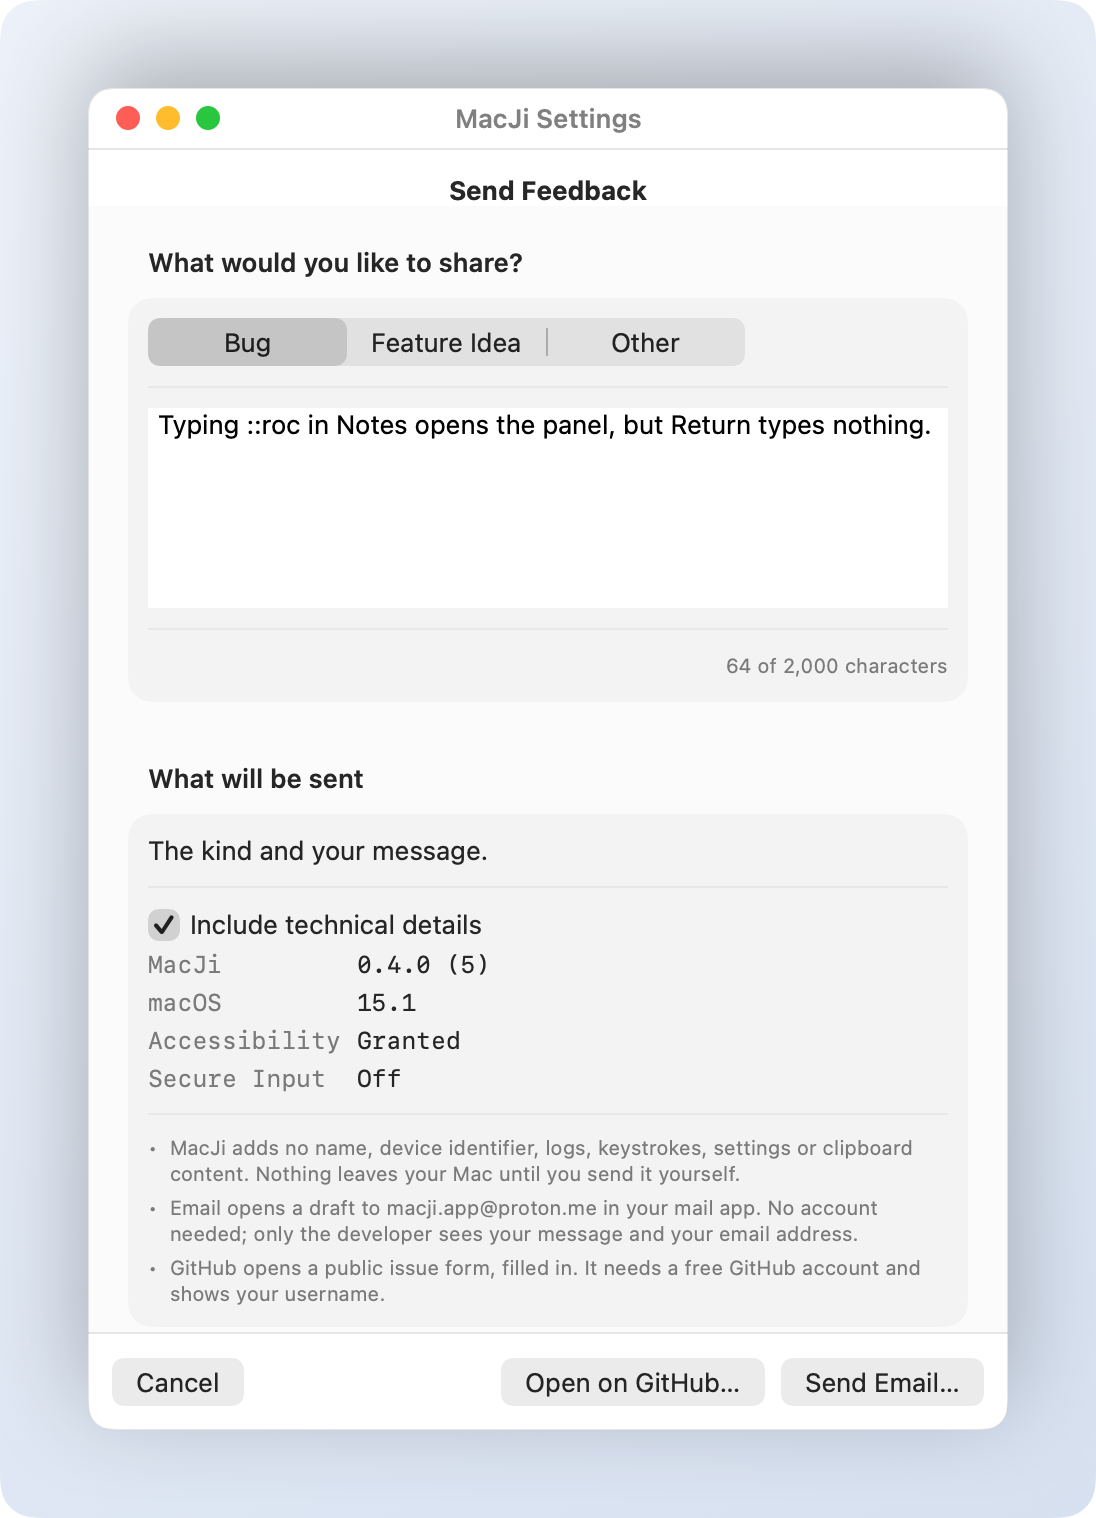 MacJi Settings
Send Feedback
What would you like to share?
Bug
Feature Idea
Other
Typing ::roc in Notes opens the panel, but Return types nothing.
64 of 2,000 characters
What will be sent
The kind and your message.
Include technical details
MacJi 0.4.0 (5)
macOS 15.1
Accessibility Granted
Secure Input Off
• MacJi adds no name, device identifier, logs, keystrokes, settings or clipboard
content. Nothing leaves your Mac until you send it yourself.
• Email opens a draft to macji.app@proton.me in your mail app. No account
needed; only the developer sees your message and your email address.
• GitHub opens a public issue form, filled in. It needs a free GitHub account and
shows your username.
Cancel
Open on GitHub...
Send Email...